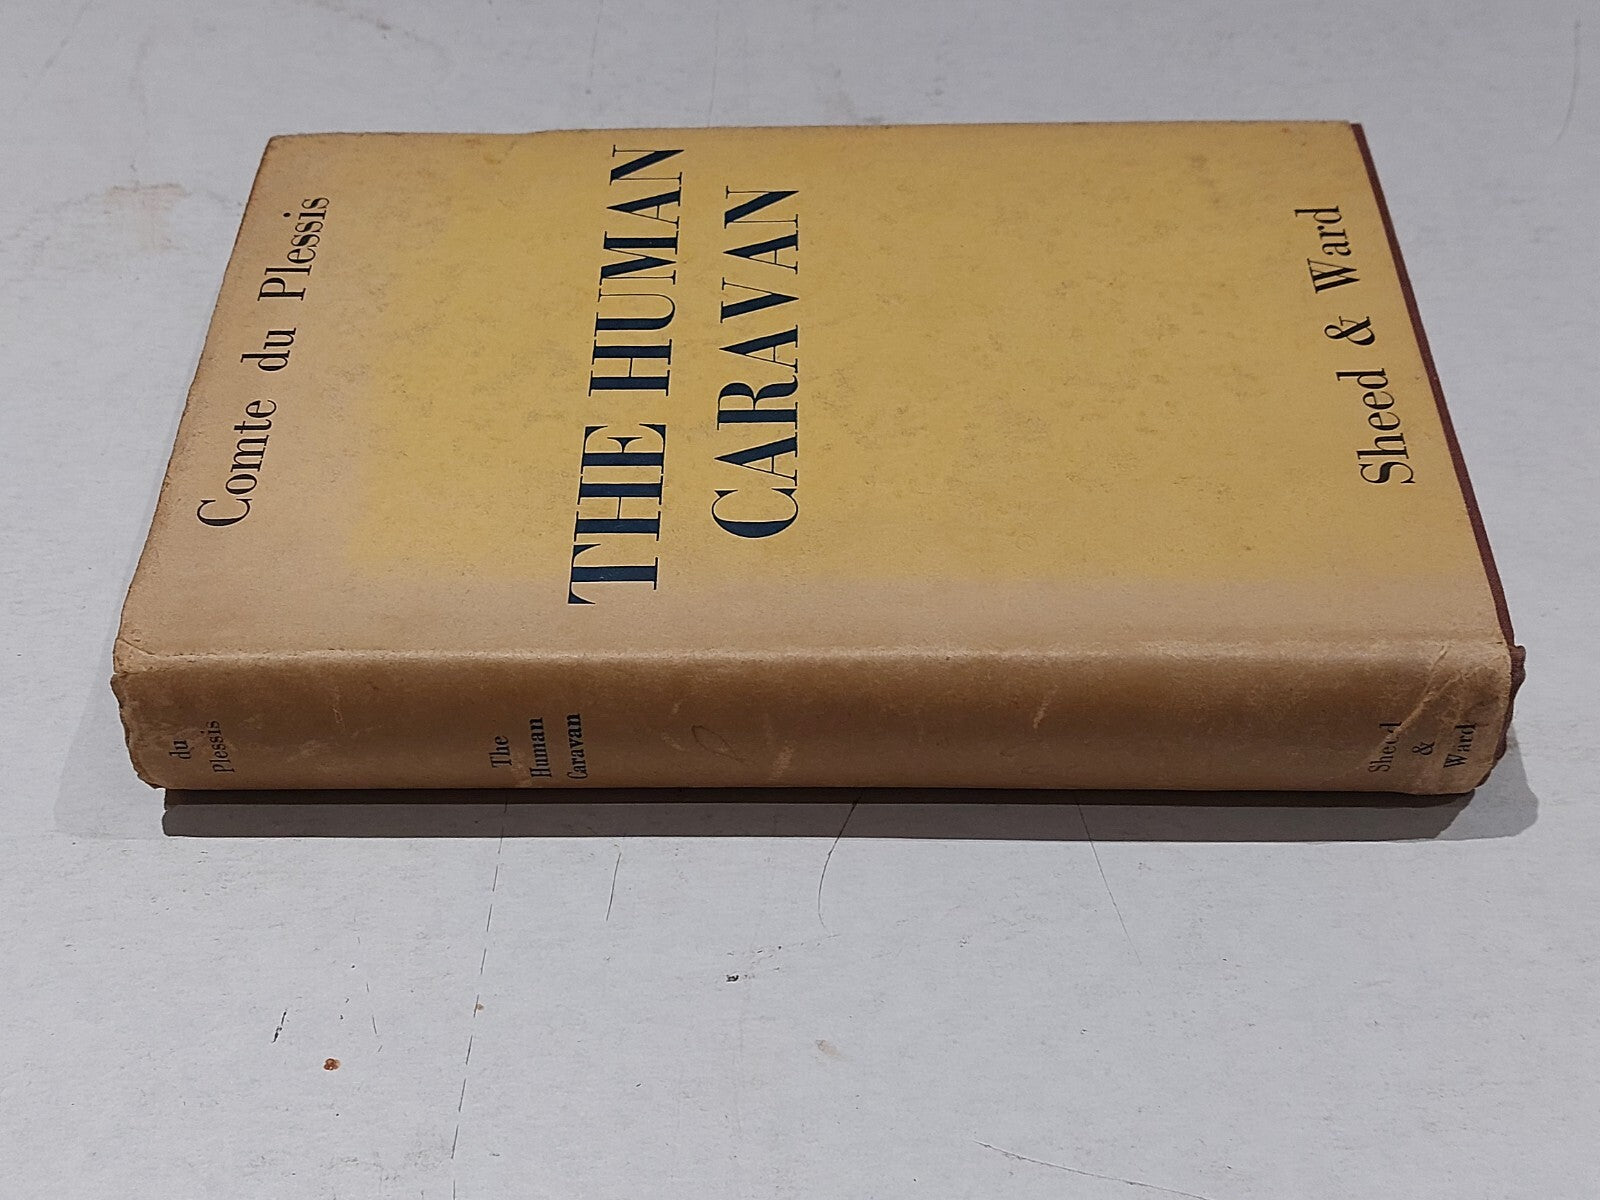 Comte du Plessis
THE HUMAN
CARAVAN
Sheed & Ward
du
Plessis
The
Human
Caravan
Sheed
&
Ward